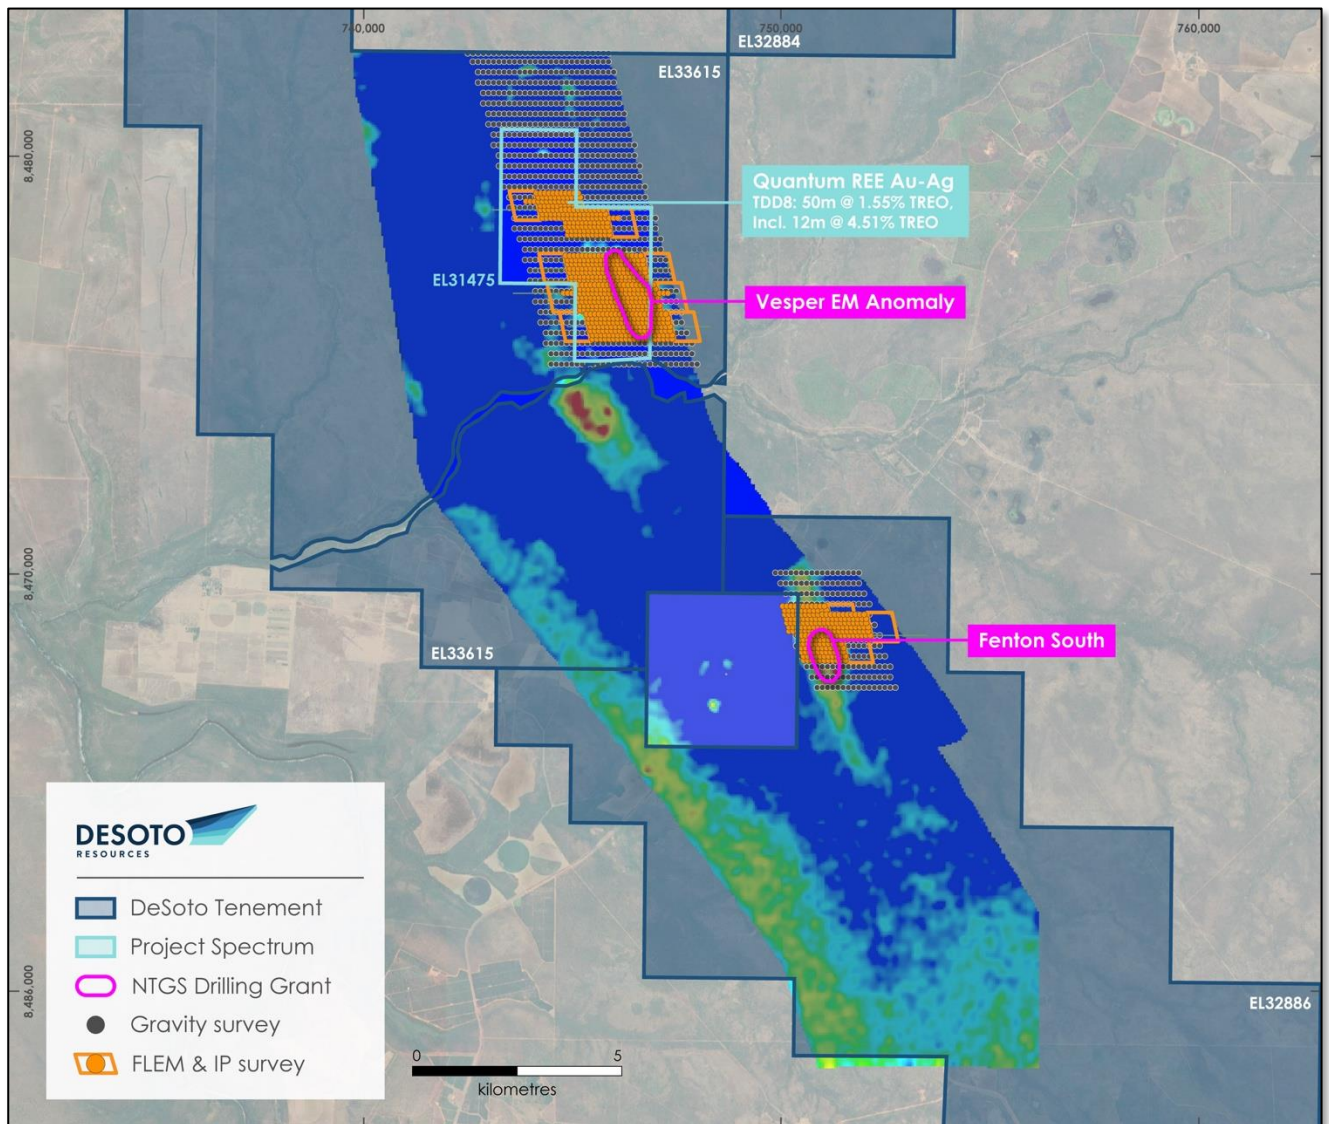 740,000
750,000
760,000
EL32884
EL33615
8,480,000
Quantum REE Au-Ag
TDD8: 50m @ 1.55% TREO,
Incl. 12m @ 4.51% TREO
EL31475
Vesper EM Anomaly
8,470,000
Fenton South
EL33615
DESOTO
RESOURCES
DeSoto Tenement
Project Spectrum
NTGS Drilling Grant
Gravity survey
FLEM & IP survey
8,486,000
0
5
kilometres
EL32886